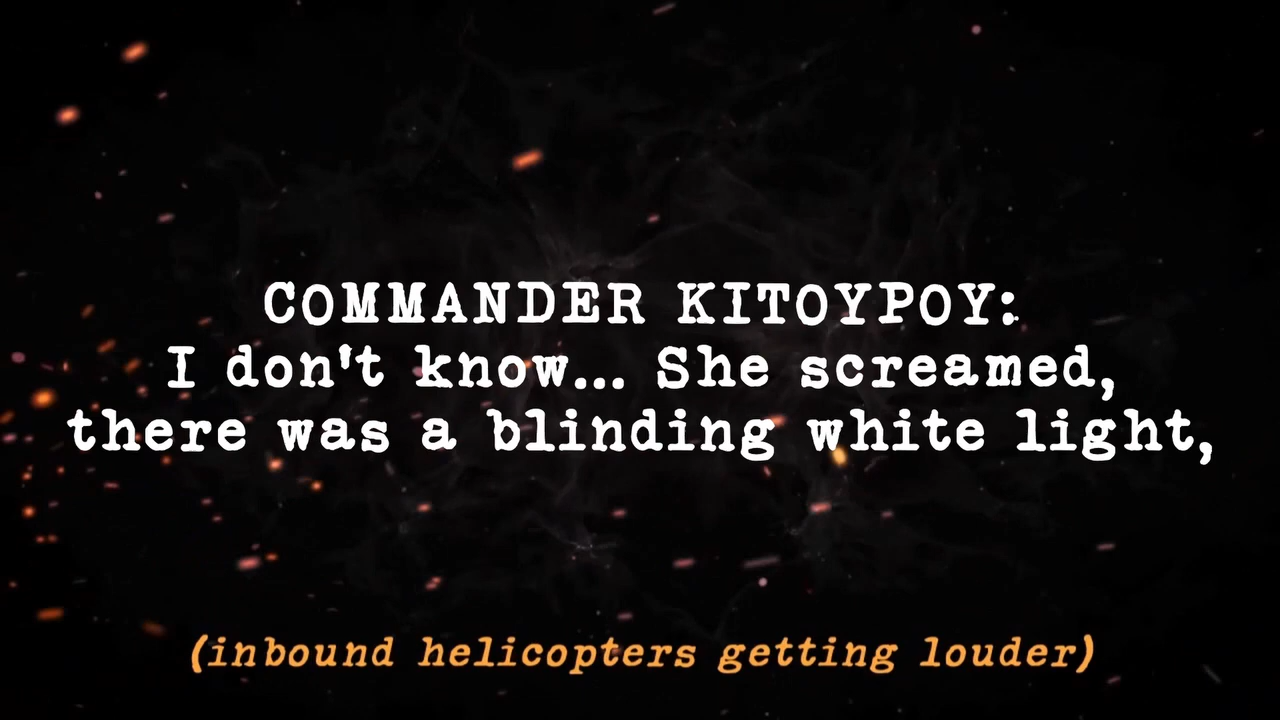 COMMANDER KITOYPOY:
I don't know... She screamed,
there was a blinding white light,
(inbound helicopters getting louder)